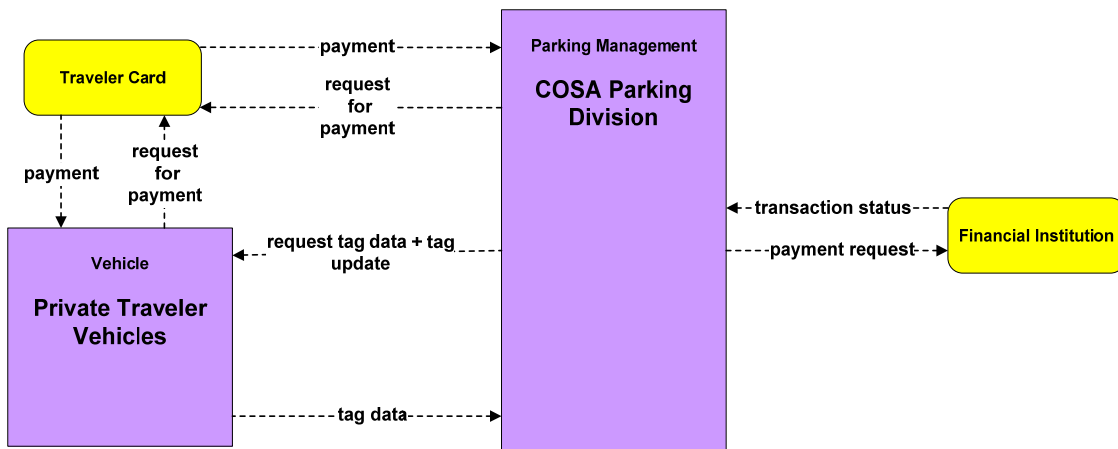 payment
Parking Management
COSA Parking
Division
Traveler Card
request
for
payment
payment
request
for
payment
transaction status
Financial Institution
payment request
request tag data + tag
update
Vehicle
Private Traveler
Vehicles
tag data